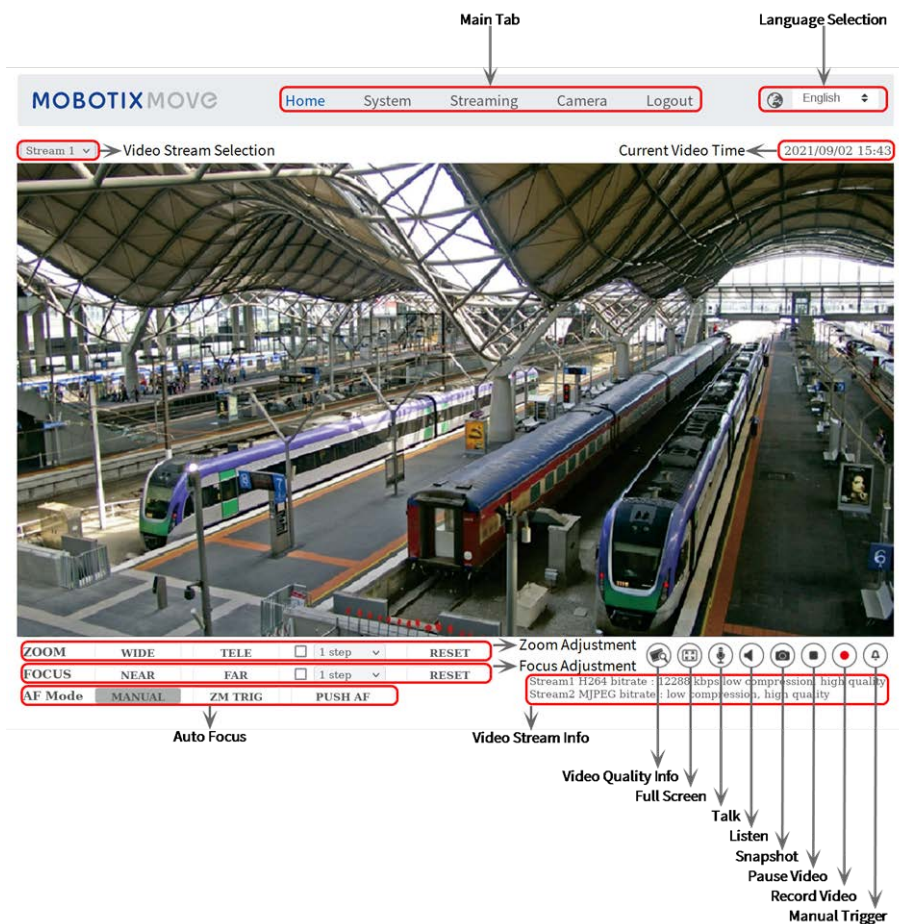 Main Tab
Language Selection
MOBOTIX MOVE
Home System Streaming Camera Logout
English
Stream 1
Video Stream Selection
Current Video Time
2021/09/02 15:43
6
ZOOM WIDE TELE 1 step RESET
Zoom Adjustment
FOCUS NEAR FAR 1 step RESET
Focus Adjustment
Stream1 H264 bitrate : 12288 kbps low compression, high quality
Stream2 MJPEG bitrate : low compression, high quality
AF Mode MANUAL ZM TRIG PUSH AF
Auto Focus
Video Stream Info
Video Quality Info
Full Screen
Talk
Listen
Snapshot
Pause Video
Record Video
Manual Trigger